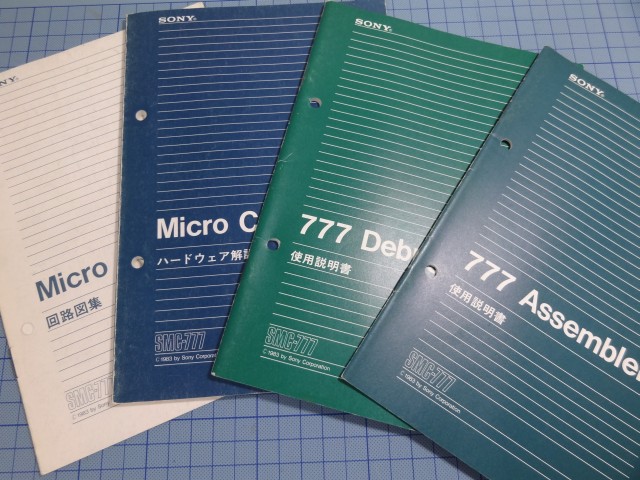 SONY
Micro
回路図集
SMC-777
©1983 by Sony Corporation
SONY
Micro C
ハードウェア解説
SMC-777
©1983 by Sony Corporation
SONY
777 Debu
使用説明書
SMC-777
©1983 by Sony Corporation
SONY
777 Assembler
使用説明書
SMC-777
©1983 by Sony Corporation